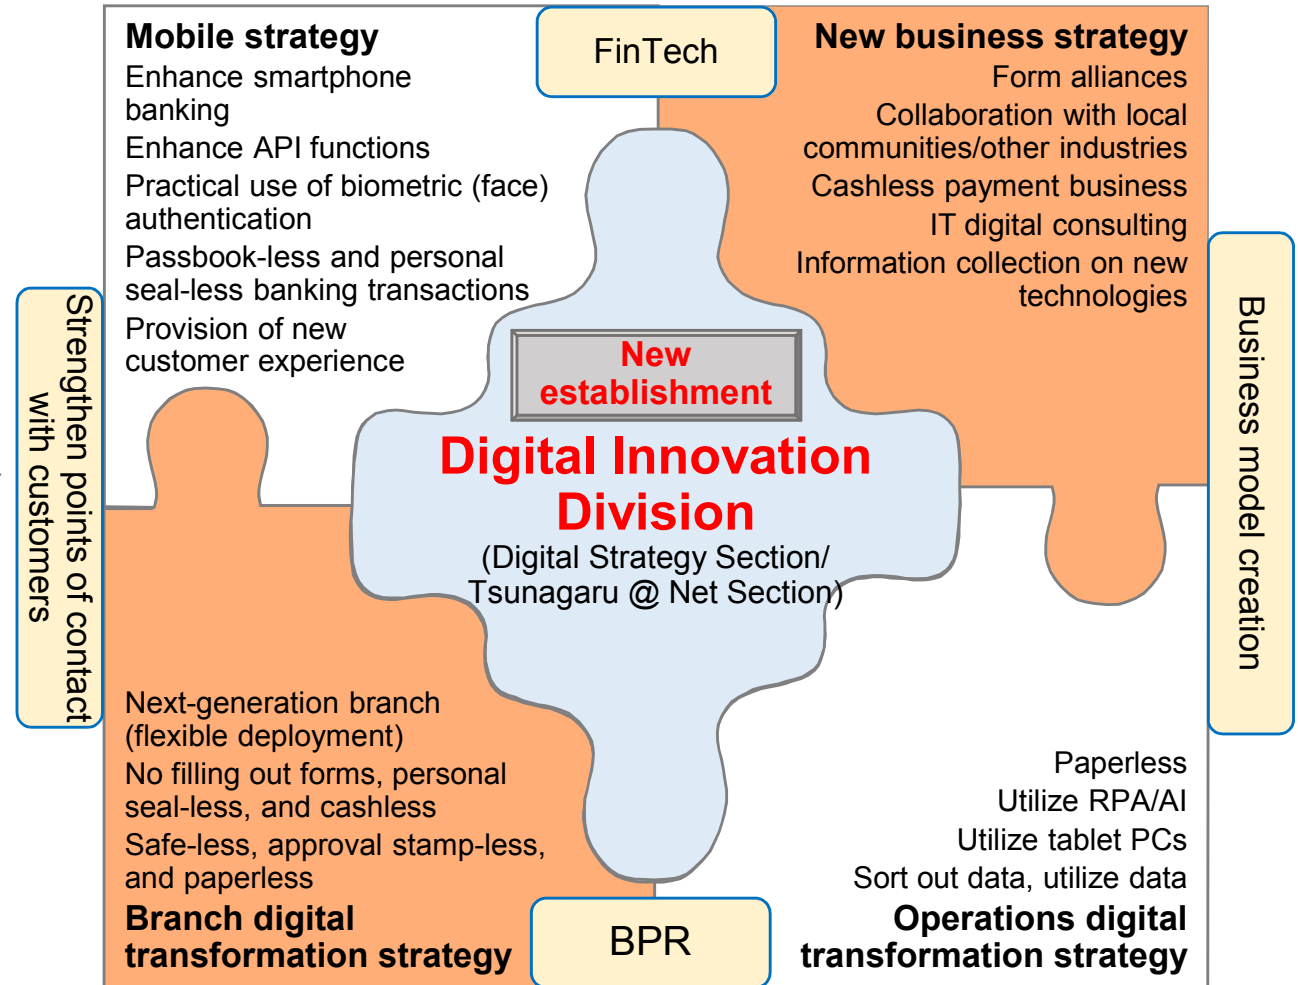 FinTech
Mobile strategy
Enhance smartphone
banking
Enhance API functions
Practical use of biometric (face)
authentication
Passbook-less and personal
seal-less banking transactions
Provision of new
customer experience
New business strategy
Form alliances
Collaboration with local
communities/other industries
Cashless payment business
IT digital consulting
Information collection on new
technologies
Strengthen points of contact
with customers
New
establishment
Digital Innovation
Division
(Digital Strategy Section/
Tsunagaru @ Net Section)
Business model creation
Next-generation branch
(flexible deployment)
No filling out forms, personal
seal-less, and cashless
Safe-less, approval stamp-less,
and paperless
Branch digital
transformation strategy
Paperless
Utilize RPA/AI
Utilize tablet PCs
Sort out data, utilize data
Operations digital
transformation strategy
BPR